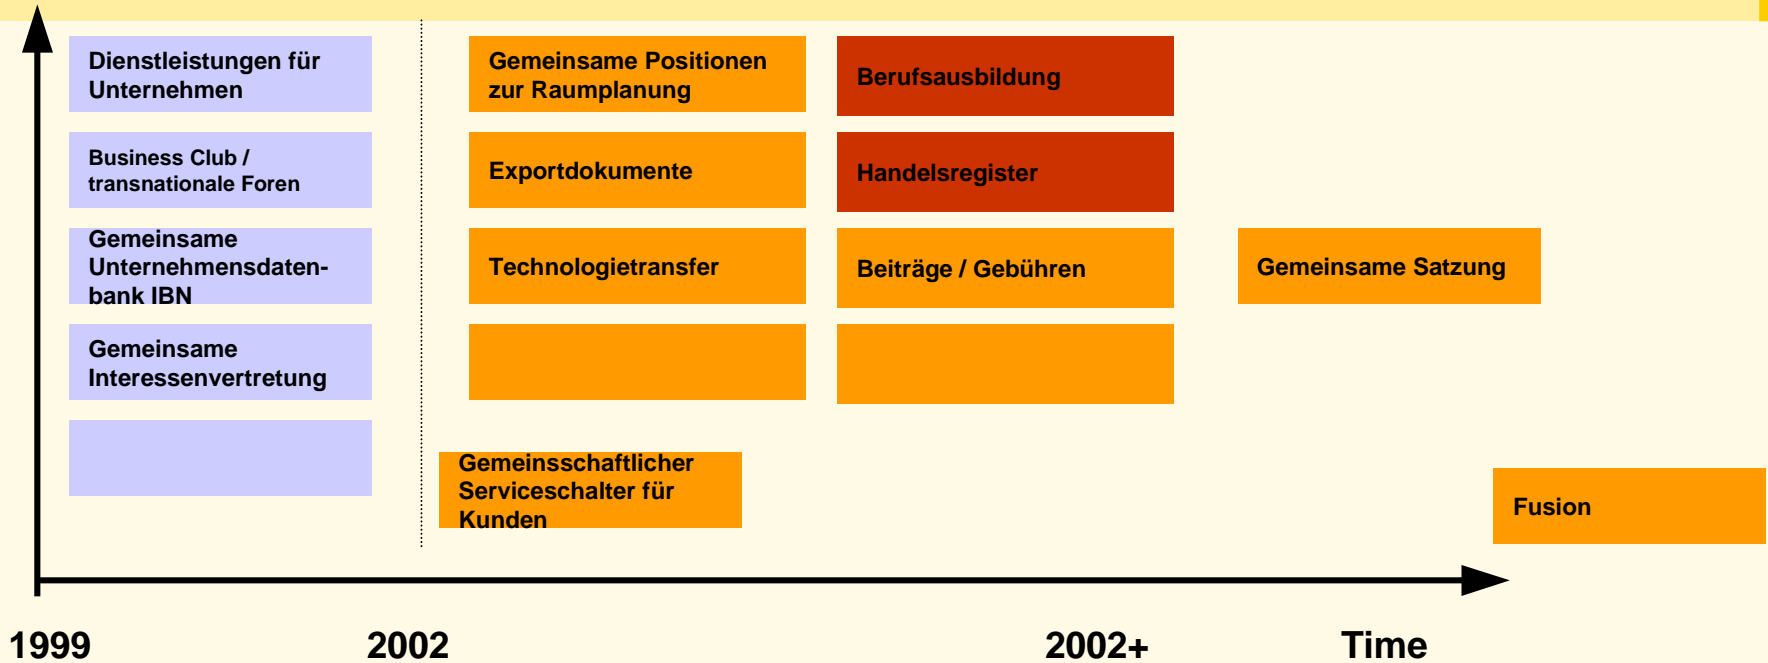 Dienstleistungen für
Unternehmen
Business Club /
transnationale Foren
Gemeinsame
Unternehmensdaten-
bank IBN
Gemeinsame
Interessenvertretung
Gemeinsame Positionen
zur Raumplanung
Exportdokumente
Technologietransfer
Gemeinsschaftlicher
Serviceschalter für
Kunden
Berufsausbildung
Handelsregister
Beiträge / Gebühren
Gemeinsame Satzung
Fusion
1999
2002
2002+
Time